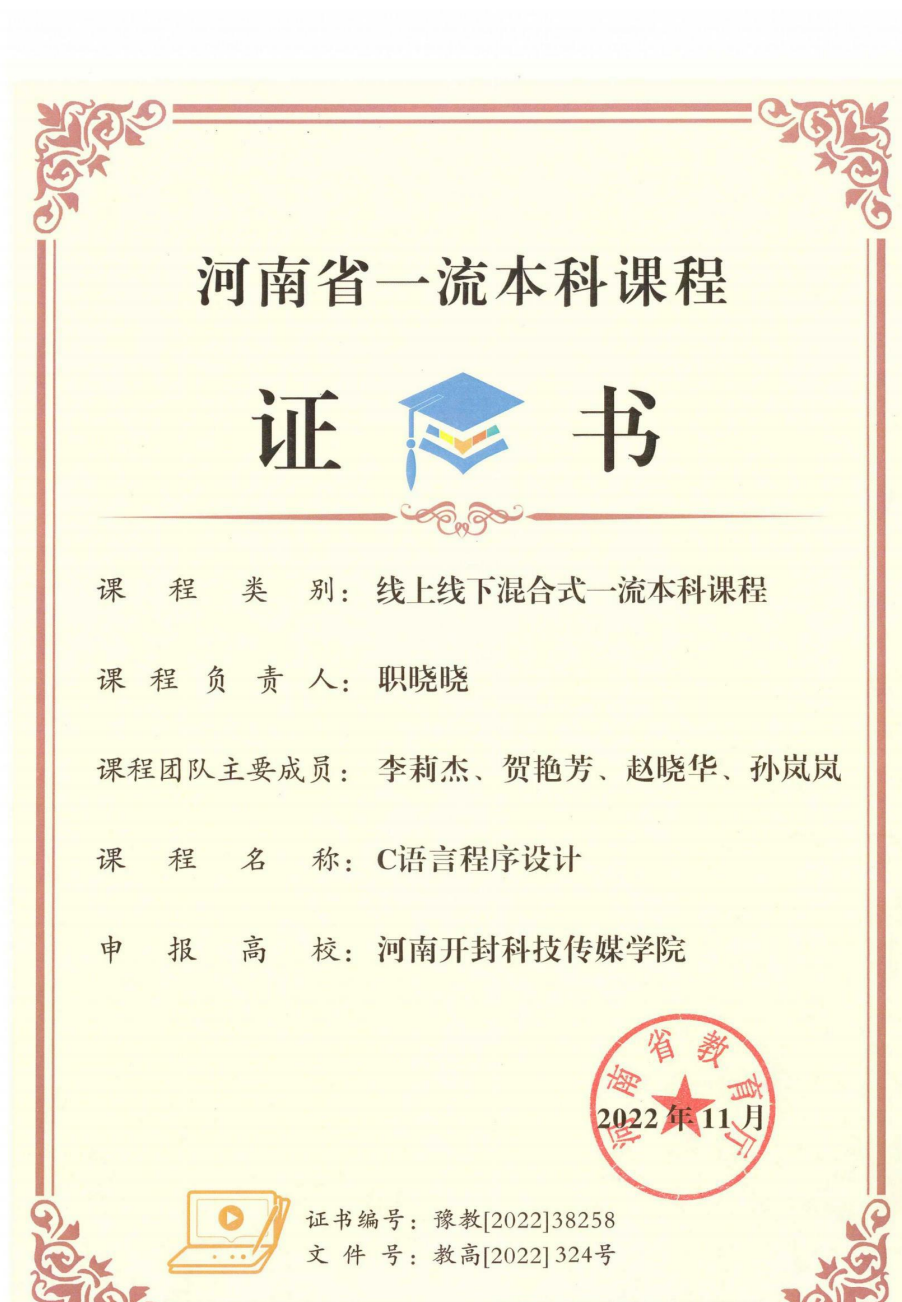 河南省一流本科课程
证书
课程类别：线上线下混合式一流本科课程
课程负责人：职晓晓
课程团队主要成员：李莉杰、贺艳芳、赵晓华、孙岚岚
课程名称：C语言程序设计
申报高校：河南开封科技传媒学院
河南省教育厅
2022年11月
证书编号：豫教[2022]38258
文件号：教高[2022]324号